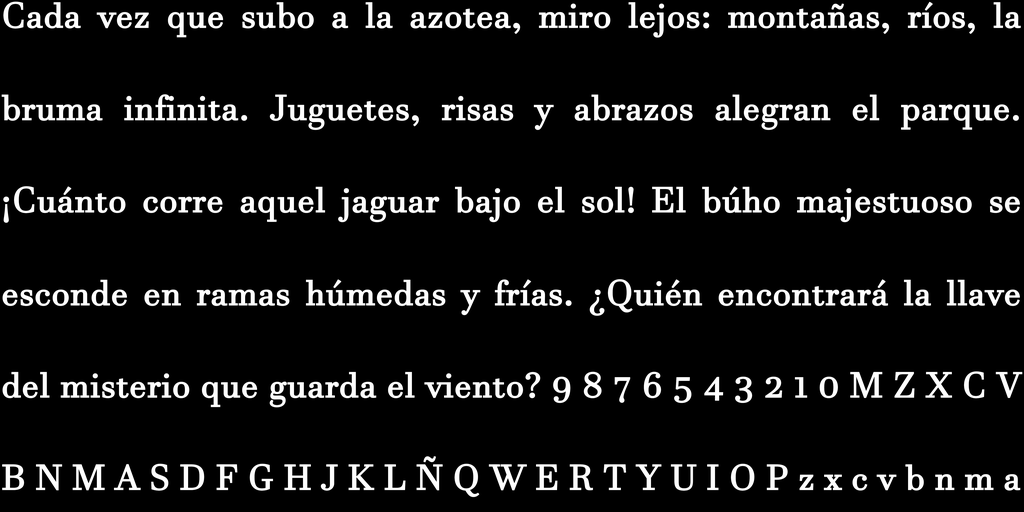 Cada vez que subo a la azotea, miro lejos: montañas, ríos, la
bruma infinita. Juguetes, risas y abrazos alegran el parque.
¡Cuánto corre aquel jaguar bajo el sol! El búho majestuoso se
esconde en ramas húmedas y frías. ¿Quién encontrará la llave
del misterio que guarda el viento? 9 8 7 6 5 4 3 2 1 0 M Z X C V
B N M A S D F G H J K L Ñ Q W E R T Y U I O P z x c v b n m a